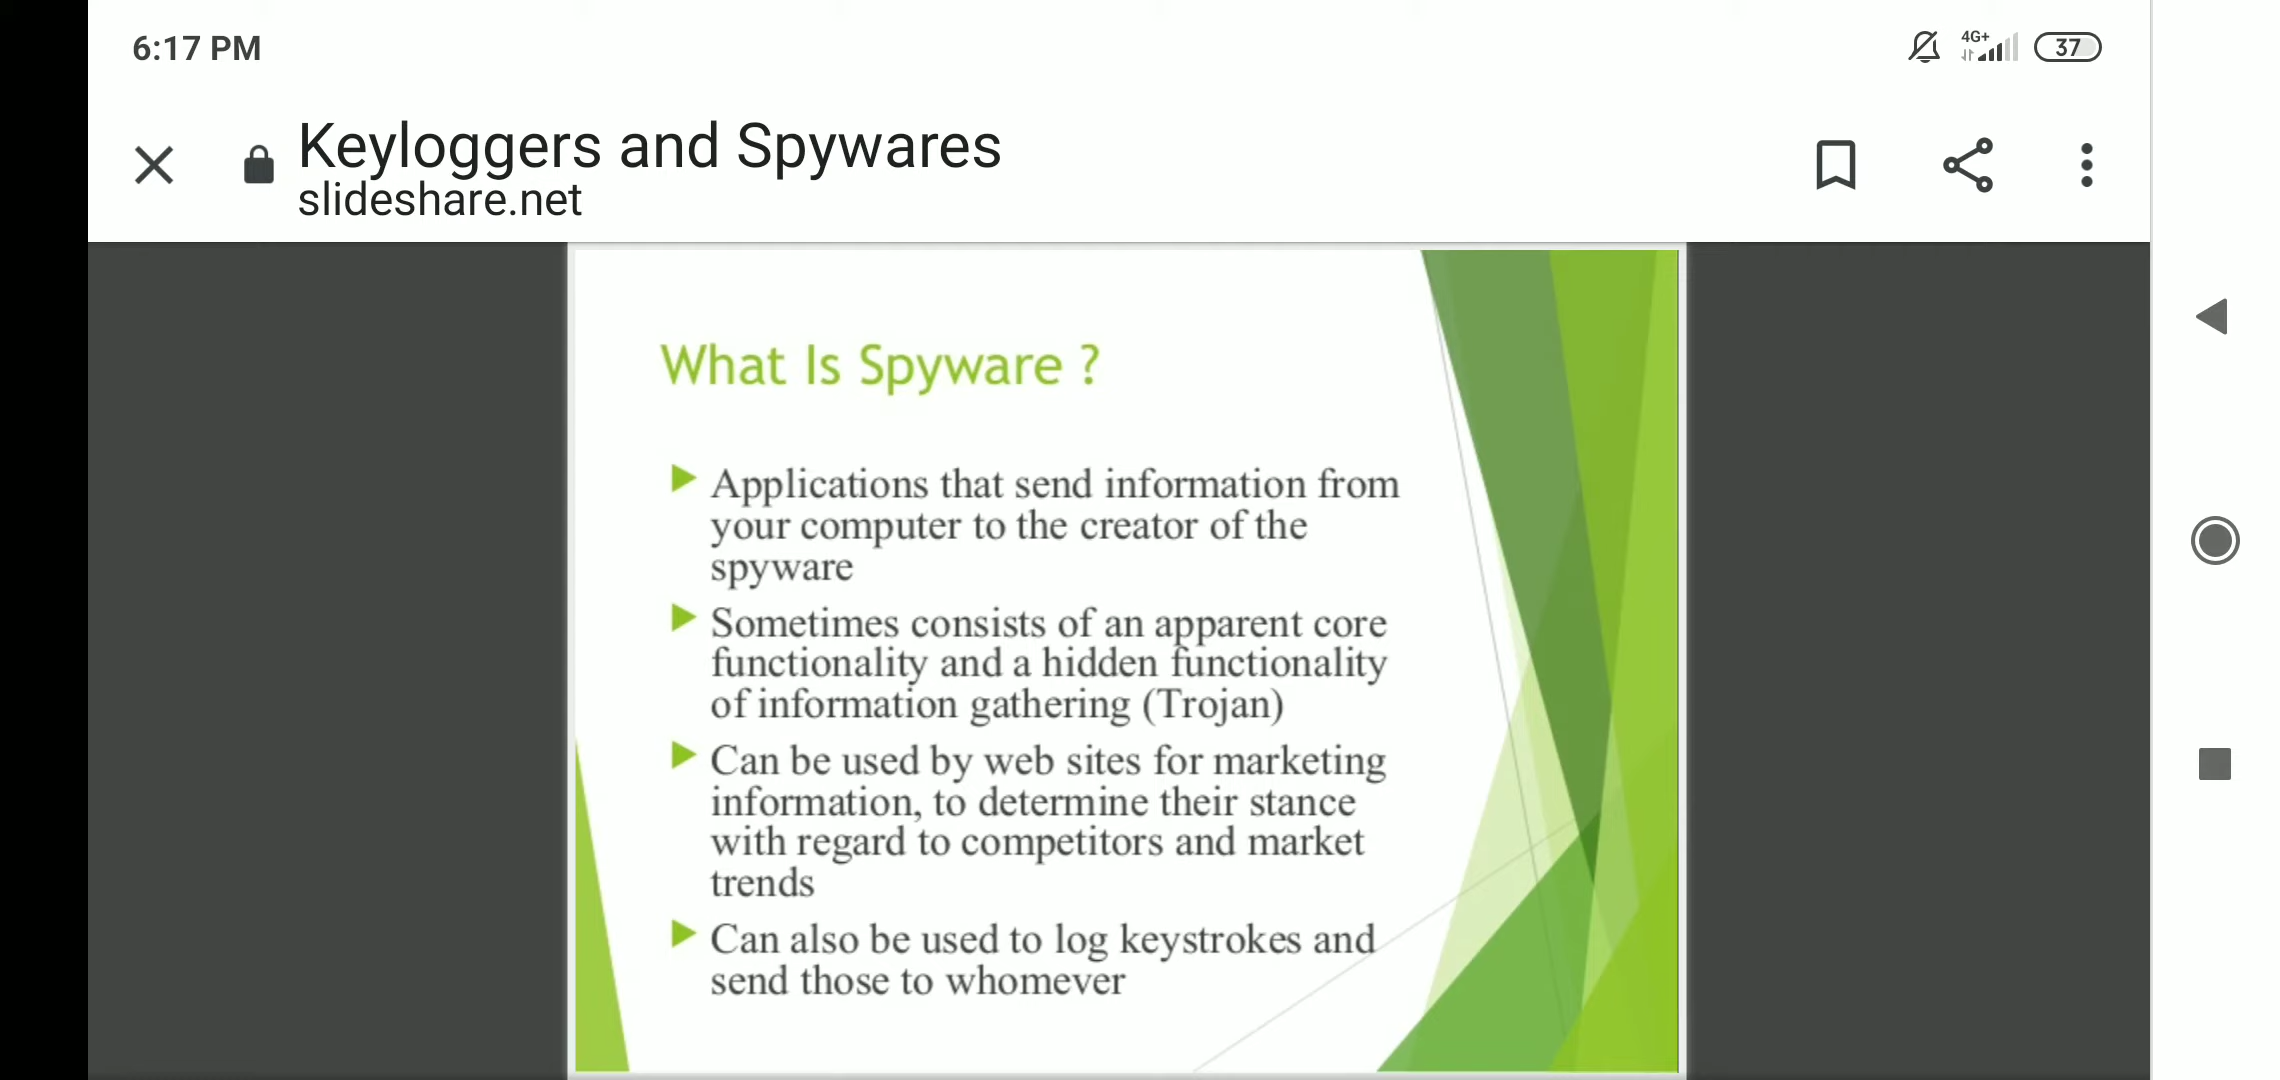 6:17 PM
4G+
37
Keyloggers and Spywares
slideshare.net
What Is Spyware ?
Applications that send information from
your computer to the creator of the
spyware
Sometimes consists of an apparent core
functionality and a hidden functionality
of information gathering (Trojan)
Can be used by web sites for marketing
information, to determine their stance
with regard to competitors and market
trends
Can also be used to log keystrokes and
send those to whomever